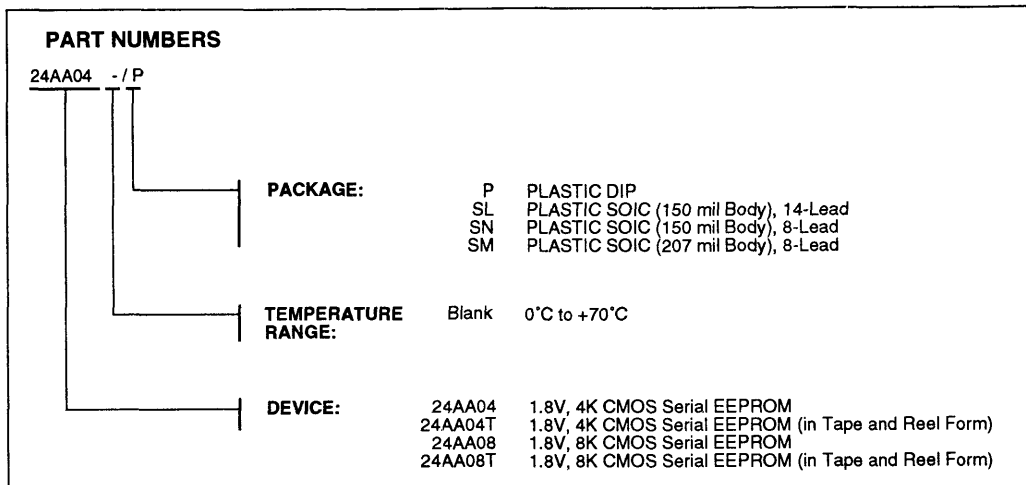 PART NUMBERS
24AA04 - / P
PACKAGE: P PLASTIC DIP
SL PLASTIC SOIC (150 mil Body), 14-Lead
SN PLASTIC SOIC (150 mil Body), 8-Lead
SM PLASTIC SOIC (207 mil Body), 8-Lead
TEMPERATURE Blank 0°C to +70°C
RANGE:
DEVICE: 24AA04 1.8V, 4K CMOS Serial EEPROM
24AA04T 1.8V, 4K CMOS Serial EEPROM (in Tape and Reel Form)
24AA08 1.8V, 8K CMOS Serial EEPROM
24AA08T 1.8V, 8K CMOS Serial EEPROM (in Tape and Reel Form)